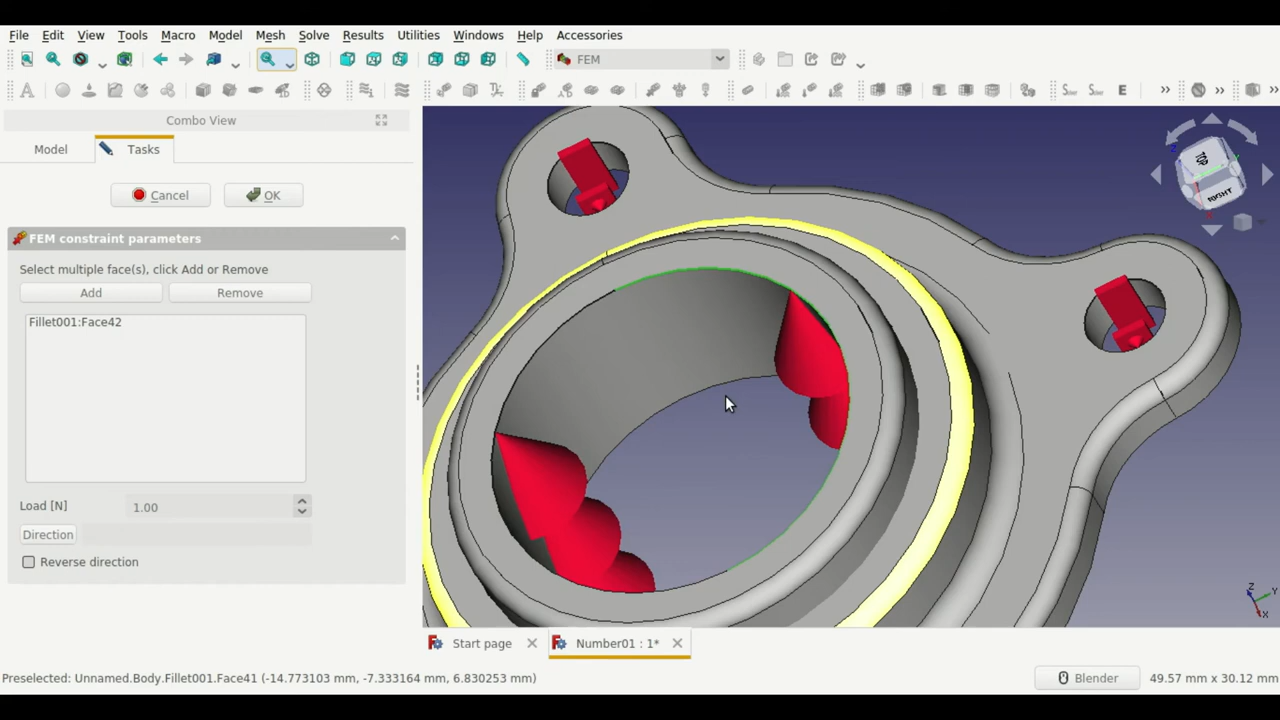 File Edit View Tools Macro Model Mesh Solve Results Utilities Windows Help Accessories
FEM
A E » » »
Combo View
Model Tasks
Cancel OK
FEM constraint parameters
Select multiple face(s), click Add or Remove
Add Remove
Fillet001:Face42
Load [N] 1.00
Direction
Reverse direction
TOP
RIGHT
Z
Y
X
Start page Number01 : 1*
Preselected: Unnamed.Body.Fillet001.Face41 (-14.773103 mm, -7.333164 mm, 6.830253 mm) Blender 49.57 mm x 30.12 mm